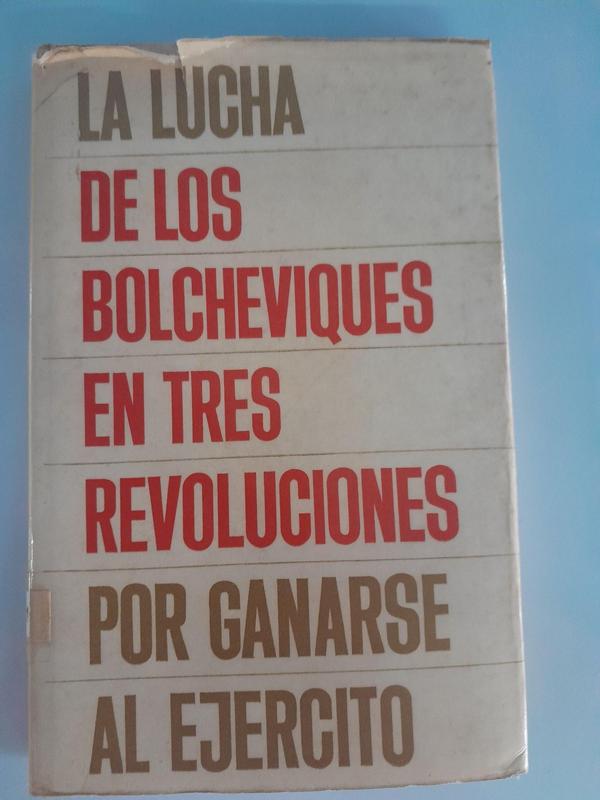 LA LUCHA
DE LOS
BOLCHEVIQUES
EN TRES
REVOLUCIONES
POR GANARSE
AL EJERCITO